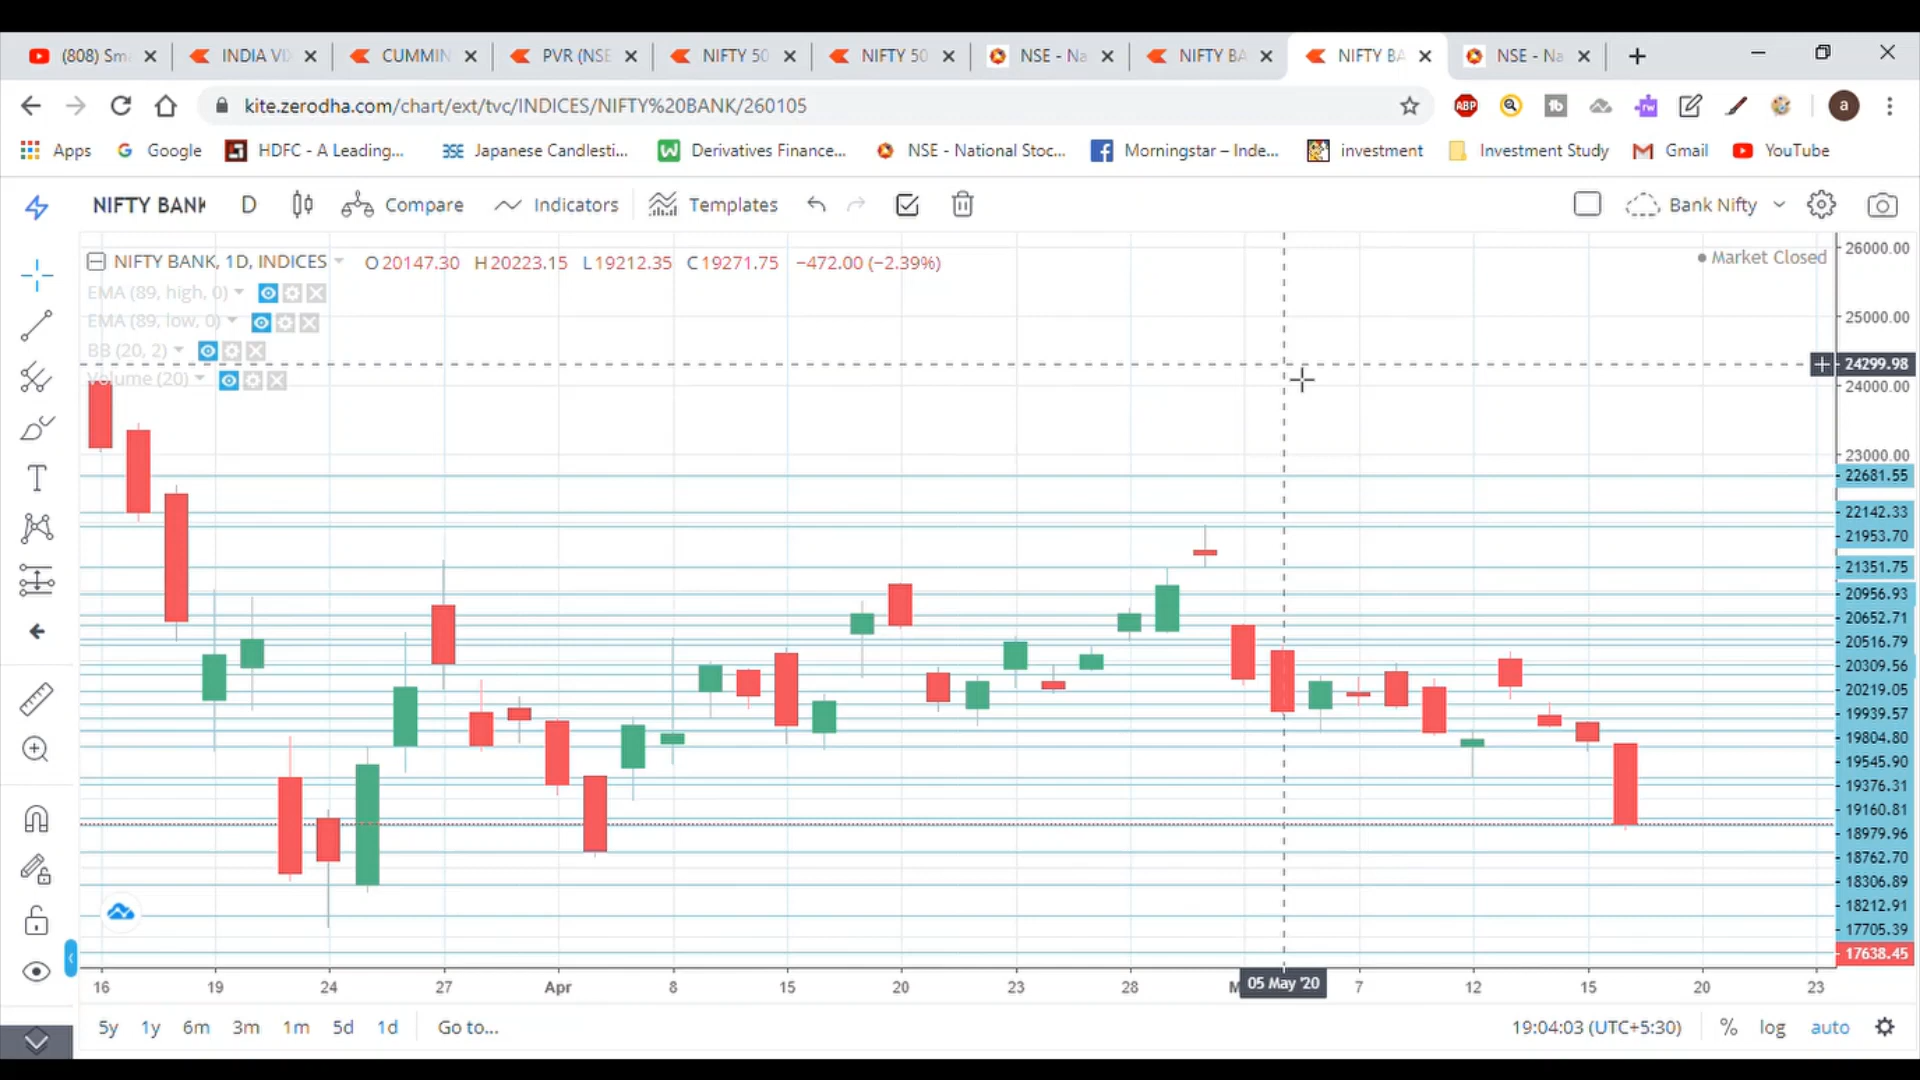 (808) Sm
INDIA VI
CUMMIN
PVR (NSE
NIFTY 50
NIFTY 50
NSE - Na
NIFTY BA
NIFTY BA
NSE - Na
kite.zerodha.com/chart/ext/tvc/INDICES/NIFTY%20BANK/260105
ABP
tb
rw
a
Apps
Google
HDFC - A Leading...
Japanese Candlesti...
Derivatives Finance...
NSE - National Stoc...
Morningstar – Inde...
investment
Investment Study
Gmail
YouTube
NIFTY BANK
D
Compare
Indicators
Templates
Bank Nifty
NIFTY BANK, 1D, INDICES
O20147.30 H20223.15 L19212.35 C19271.75 −472.00 (−2.39%)
Market Closed
EMA (89, high, 0)
EMA (89, low, 0)
BB (20, 2)
Volume (20)
26000.00
25000.00
24299.98
24000.00
23000.00
22681.55
22142.33
21953.70
21351.75
20956.93
20652.71
20516.79
20309.56
20219.05
19939.57
19804.80
19545.90
19376.31
19160.81
18979.96
18762.70
18306.89
18212.91
17705.39
17638.45
16 19 24 27 Apr 8 15 20 23 28 M 05 May '20 7 12 15 20 23
5y 1y 6m 3m 1m 5d 1d Go to...
19:04:03 (UTC+5:30) % log auto